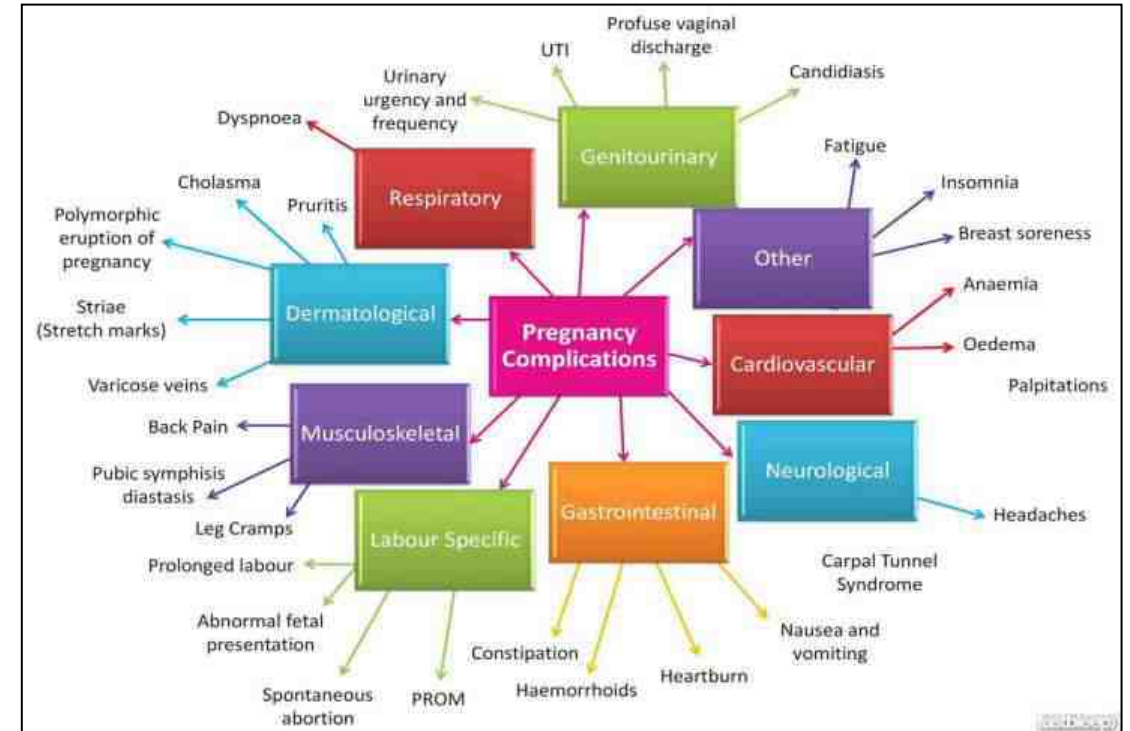 Profuse vaginal
discharge
UTI
Candidiasis
Urinary
urgency and
frequency
Genitourinary
Dyspnoea
Respiratory
Fatigue
Insomnia
Breast soreness
Other
Cholasma
Pruritis
Polymorphic
eruption of
pregnancy
Striae
(Stretch marks)
Varicose veins
Dermatological
Pregnancy
Complications
Anaemia
Oedema
Palpitations
Cardiovascular
Back Pain
Pubic symphisis
diastasis
Leg Cramps
Musculoskeletal
Neurological
Headaches
Carpal Tunnel
Syndrome
Labour Specific
Prolonged labour
Abnormal fetal
presentation
Spontaneous
abortion
PROM
Gastrointestinal
Constipation
Haemorrhoids
Heartburn
Nausea and
vomiting